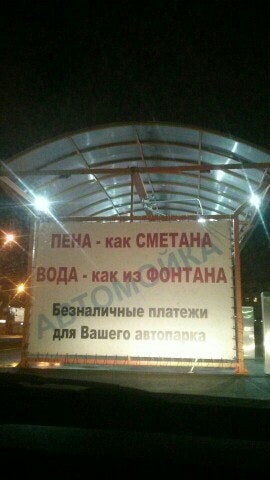 ПЕНА - как СМЕТАНА
ВОДА - как из ФОНТАНА
АВТОМОЙКА
Безналичные платежи
для Вашего автопарка